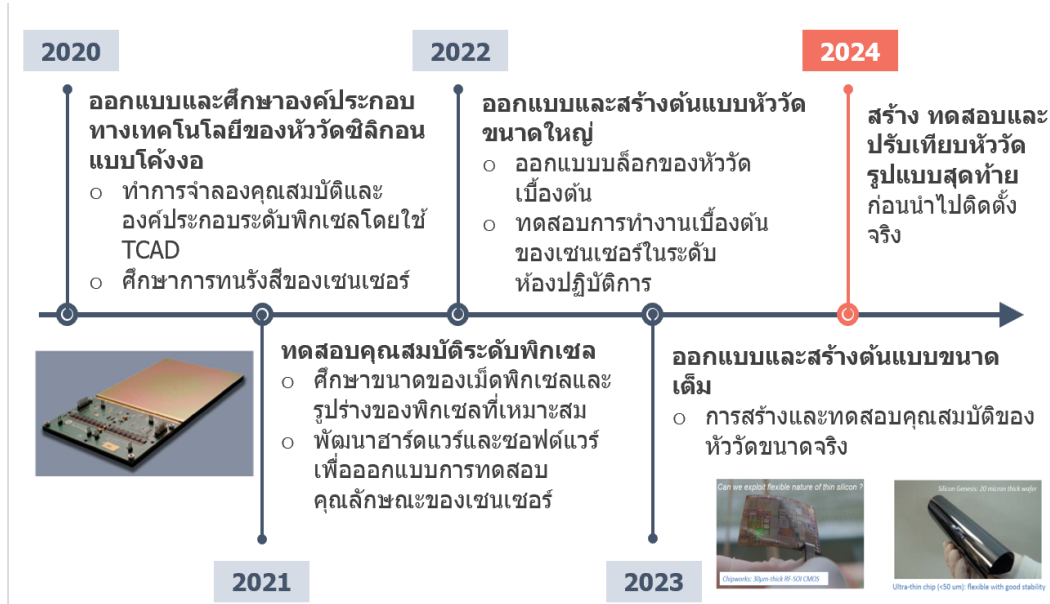 2020
ออกแบบและศึกษาองค์ประกอบ
ทางเทคโนโลยีของหัววัดซิลิกอน
แบบโค้งงอ
o ทำการจำลองคุณสมบัติและ
องค์ประกอบระดับพิกเซลโดยใช้
TCAD
o ศึกษาการทนรังสีของเซนเซอร์
2021
ทดสอบคุณสมบัติระดับพิกเซล
o ศึกษาขนาดของเม็ดพิกเซลและ
รูปร่างของพิกเซลที่เหมาะสม
o พัฒนาฮาร์ดแวร์และซอฟต์แวร์
เพื่อออกแบบการทดสอบ
คุณลักษณะของเซนเซอร์
2022
ออกแบบและสร้างต้นแบบหัววัด
ขนาดใหญ่
o ออกแบบบล็อกของหัววัด
เบื้องต้น
o ทดสอบการทำงานเบื้องต้น
ของเซนเซอร์ในระดับ
ห้องปฏิบัติการ
2023
ออกแบบและสร้างต้นแบบขนาด
เต็ม
o การสร้างและทดสอบคุณสมบัติของ
หัววัดขนาดจริง
2024
สร้าง ทดสอบและ
ปรับเทียบหัววัด
รูปแบบสุดท้าย
ก่อนนำไปติดตั้ง
จริง
Can we exploit flexible nature of thin silicon ?
Chipworks: 30µm-thick RF-SOI CMOS
Silicon Genesis: 20 micron thick wafer
Ultra-thin chip (<50 um): flexible with good stability